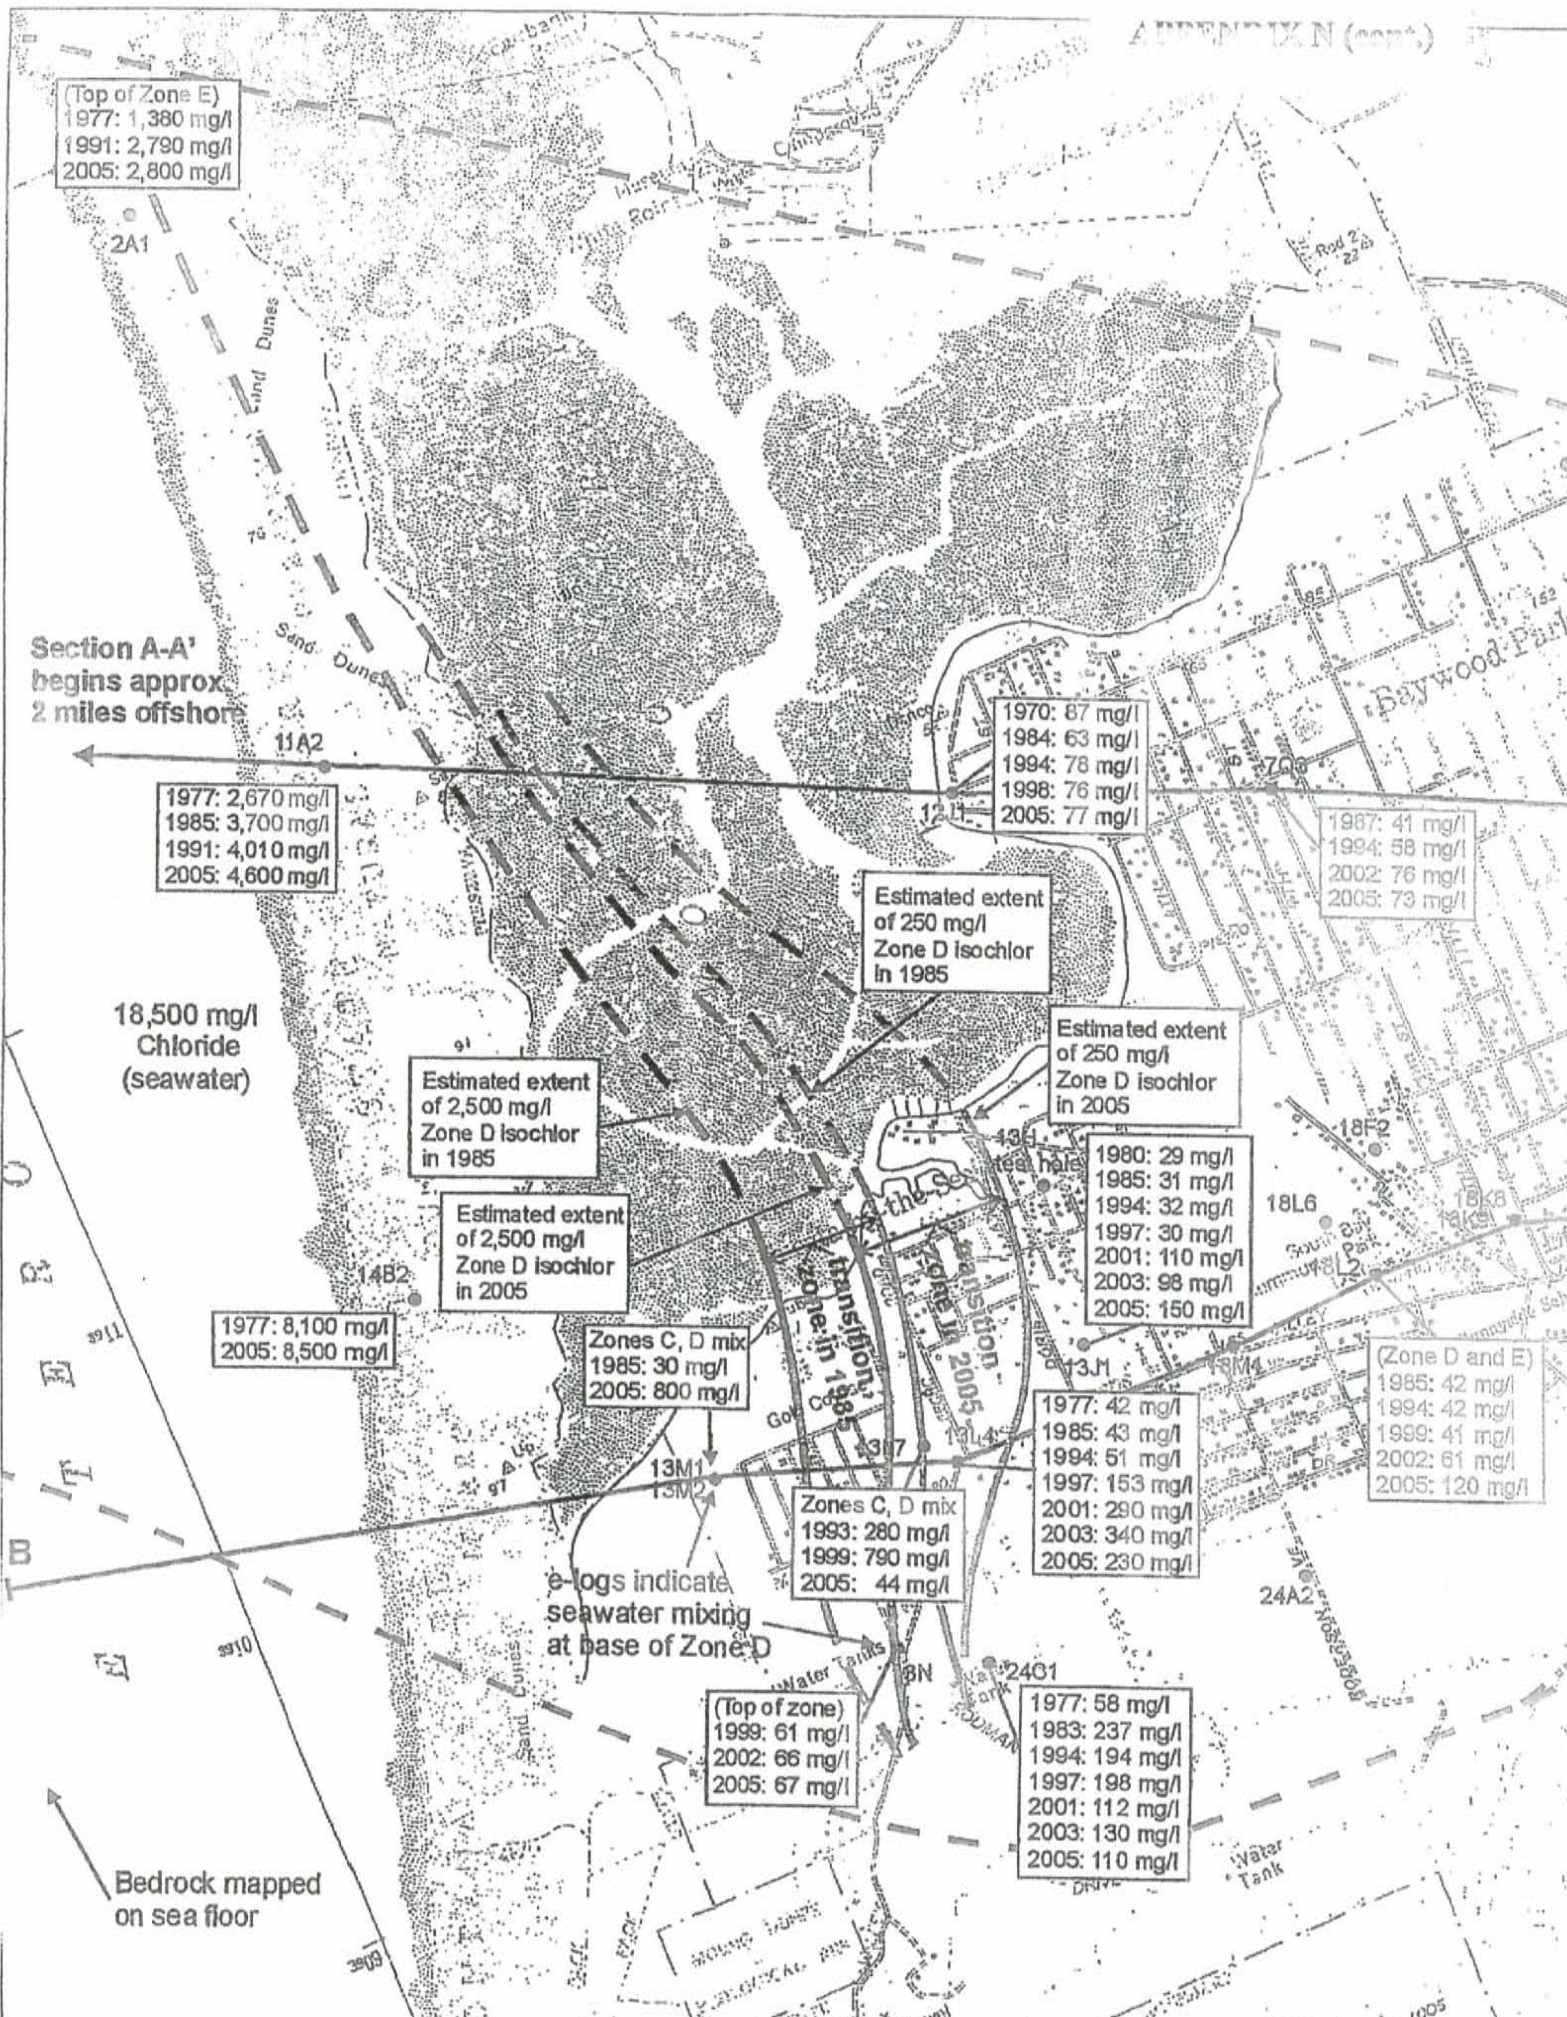 APPENDIX N (cont.)
(Top of Zone E)
1977: 1,380 mg/l
1991: 2,790 mg/l
2005: 2,800 mg/l
2A1
Dunes
Sand
Dunes
Section A-A'
begins approx.
2 miles offshore
11A2
1977: 2,670 mg/l
1985: 3,700 mg/l
1991: 4,010 mg/l
2005: 4,600 mg/l
Baywood Park
1970: 87 mg/l
1984: 63 mg/l
1994: 78 mg/l
1998: 76 mg/l
2005: 77 mg/l
7Q3
1987: 41 mg/l
1994: 58 mg/l
2002: 76 mg/l
2005: 73 mg/l
Estimated extent
of 250 mg/l
Zone D isochlor
in 1985
18,500 mg/l
Chloride
(seawater)
Estimated extent
of 250 mg/l
Zone D isochlor
in 2005
Estimated extent
of 2,500 mg/l
Zone D isochlor
in 1985
Estimated extent
of 2,500 mg/l
Zone D isochlor
in 2005
test hole
1980: 29 mg/l
1985: 31 mg/l
1994: 32 mg/l
1997: 30 mg/l
2001: 110 mg/l
2003: 98 mg/l
2005: 150 mg/l
18F2
18L6
18K8
18K9
18L2
14B2
1977: 8,100 mg/l
2005: 8,500 mg/l
transition
zone in 1985
transition
zone in 2005
Zones C, D mix
1985: 30 mg/l
2005: 800 mg/l
13J1
18M1
(Zone D and E)
1985: 42 mg/l
1994: 42 mg/l
1999: 41 mg/l
2002: 61 mg/l
2005: 120 mg/l
1977: 42 mg/l
1985: 43 mg/l
1994: 51 mg/l
1997: 153 mg/l
2001: 290 mg/l
2003: 340 mg/l
2005: 230 mg/l
13L4
13M1
13M2
Zones C, D mix
1993: 280 mg/l
1999: 790 mg/l
2005: 44 mg/l
B
e-logs indicate
seawater mixing
at base of Zone D
24A2
Water Tanks
8N
(Top of zone)
1999: 61 mg/l
2002: 66 mg/l
2005: 67 mg/l
1977: 58 mg/l
1983: 237 mg/l
1994: 194 mg/l
1997: 198 mg/l
2001: 112 mg/l
2003: 130 mg/l
2005: 110 mg/l
Water
Tank
Bedrock mapped
on sea floor